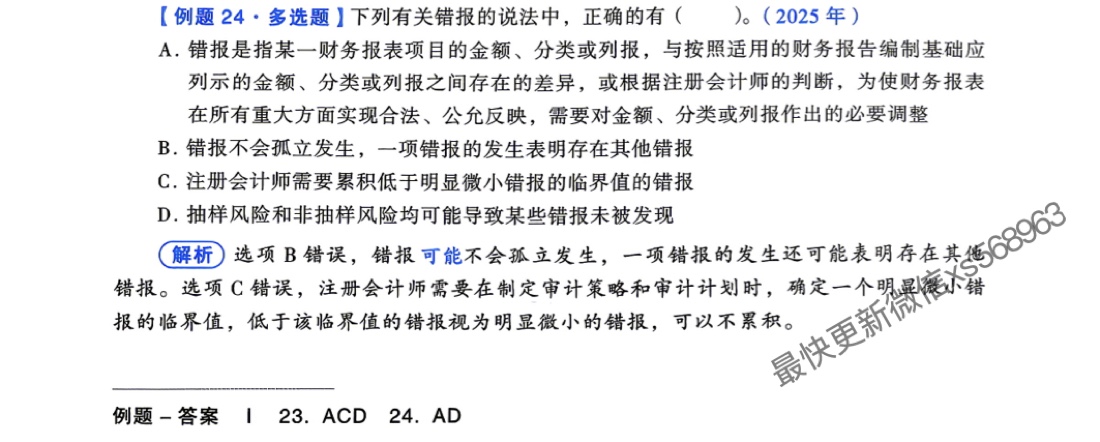 【例题 24·多选题】下列有关错报的说法中，正确的有（　　）。（2025 年）
A. 错报是指某一财务报表项目的金额、分类或列报，与按照适用的财务报告编制基础应
列示的金额、分类或列报之间存在的差异，或根据注册会计师的判断，为使财务报表
在所有重大方面实现合法、公允反映，需要对金额、分类或列报作出的必要调整
B. 错报不会孤立发生，一项错报的发生表明存在其他错报
C. 注册会计师需要累积低于明显微小错报的临界值的错报
D. 抽样风险和非抽样风险均可能导致某些错报未被发现
解析 选项 B 错误，错报可能不会孤立发生，一项错报的发生还可能表明存在其他
错报。选项 C 错误，注册会计师需要在制定审计策略和审计计划时，确定一个明显微小错
报的临界值，低于该临界值的错报视为明显微小的错报，可以不累积。
最快更新微信xs568963
例题－答案 | 23. ACD 24. AD